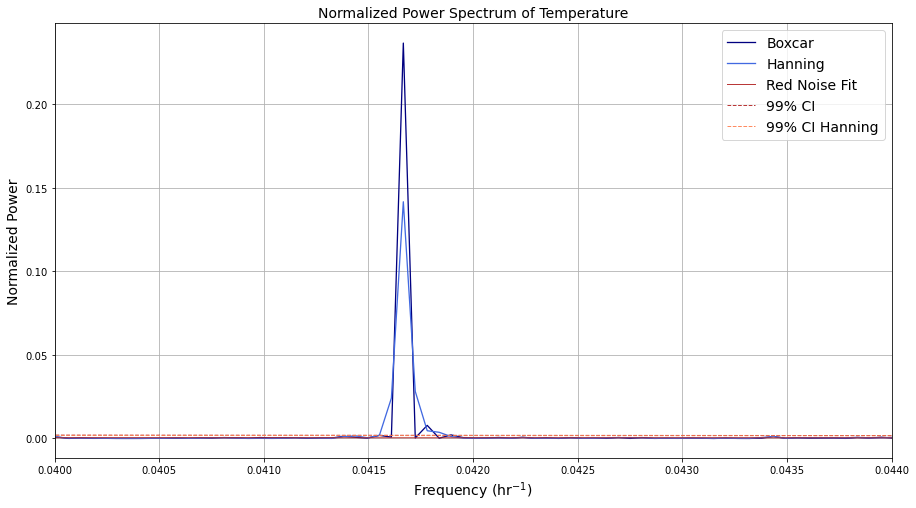 Normalized Power Spectrum of Temperature
Boxcar
Hanning
Red Noise Fit
99% CI
99% CI Hanning
Normalized Power
0.20
0.15
0.10
0.05
0.00
0.0400 0.0405 0.0410 0.0415 0.0420 0.0425 0.0430 0.0435 0.0440
Frequency (hr⁻¹)